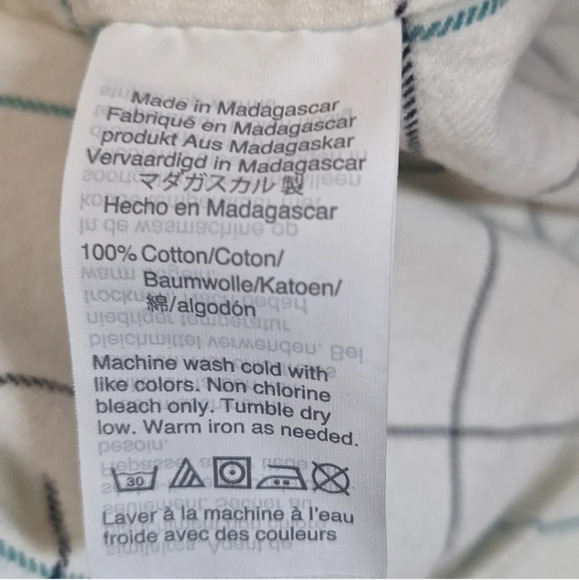 Made in Madagascar
Fabriqué en Madagascar
produkt Aus Madagaskar
Vervaardigd in Madagascar
マダガスカル 製
Hecho en Madagascar
100% Cotton/Coton/
Baumwolle/Katoen/
綿/algodón
Machine wash cold with
like colors. Non chlorine
bleach only. Tumble dry
low. Warm iron as needed.
30
Laver à la machine à l'eau
froide avec des couleurs